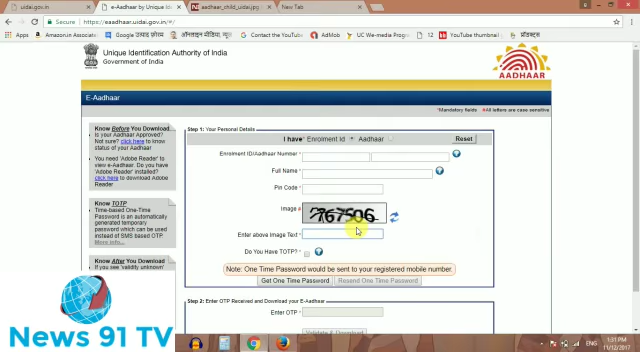 uidai.gov.in
e-Aadhaar by Unique Ident
aadhaar_child_uidai.jpg
New Tab
Secure
https://eaadhaar.uidai.gov.in/#/
Apps
Amazon.in Associate
Google उत्पाद फ़ोरम
Contact the Google
AdMob
UC We-media Program
12
YouTube thumbnail
प्रॉडक्ट्स
Unique Identification Authority of India
Government of India
AADHAAR
E-Aadhaar
*Mandatory fields
All letters are case sensitive
Know Before You Download
Is your Aadhaar Approved?
Not sure? click here to
know status of your
Aadhaar
You need 'Adobe Reader' to
view e-Aadhaar. Do you
have 'Adobe Reader'
installed? click here to
download Adobe Reader
Know TOTP
Time-based One-Time
Password is an automatically
generated temporary
password which can be used
instead of SMS based OTP
More info...
Know After You Download
If you see 'validity unknown'
Step 1: Your Personal Details
I have* Enrolment Id Aadhaar
Reset
Enrolment ID/Aadhaar Number *
Full Name *
Pin Code *
Image
767506
Enter above Image Text *
Do You Have TOTP?
Note: One Time Password would be sent to your registered mobile number.
Get One Time Password
Resend One Time Password
Step 2: Enter OTP Received and Download your E-Aadhaar
Enter OTP *
Validate & Download
News 91 TV
1:31 PM
11/12/2017